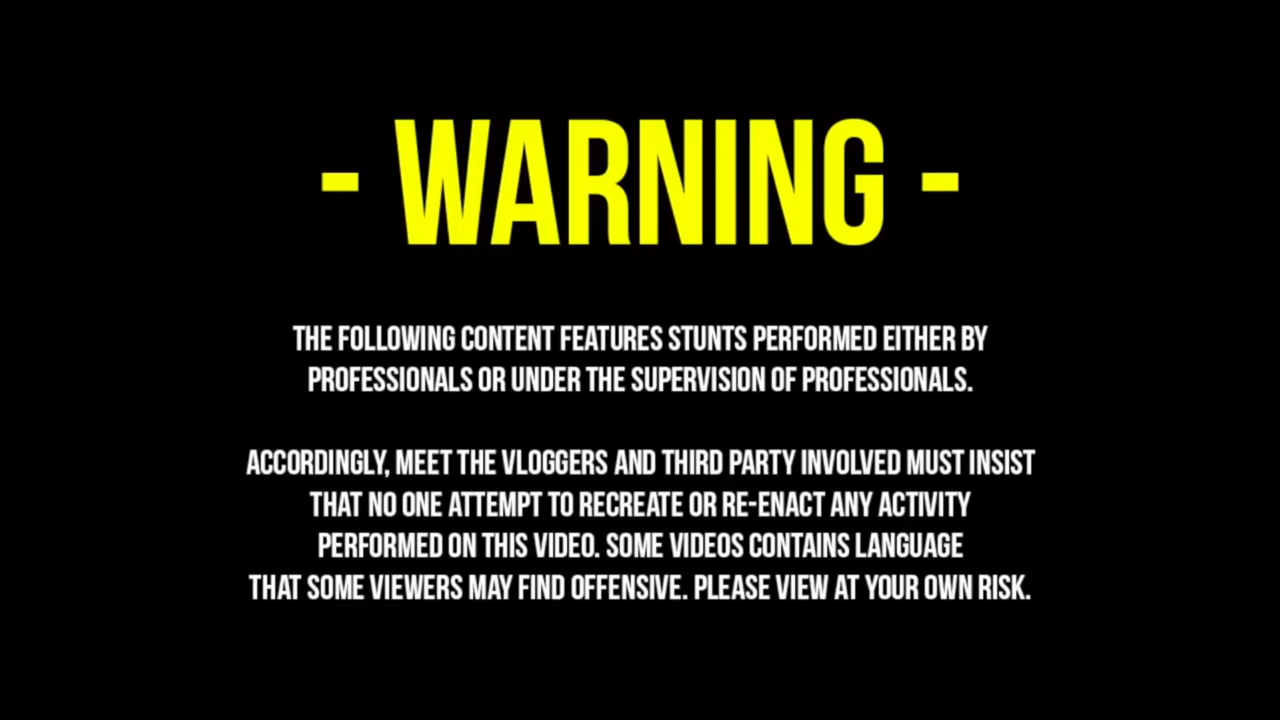 - WARNING -
THE FOLLOWING CONTENT FEATURES STUNTS PERFORMED EITHER BY
PROFESSIONALS OR UNDER THE SUPERVISION OF PROFESSIONALS.
ACCORDINGLY, MEET THE VLOGGERS AND THIRD PARTY INVOLVED MUST INSIST
THAT NO ONE ATTEMPT TO RECREATE OR RE-ENACT ANY ACTIVITY
PERFORMED ON THIS VIDEO. SOME VIDEOS CONTAINS LANGUAGE
THAT SOME VIEWERS MAY FIND OFFENSIVE. PLEASE VIEW AT YOUR OWN RISK.